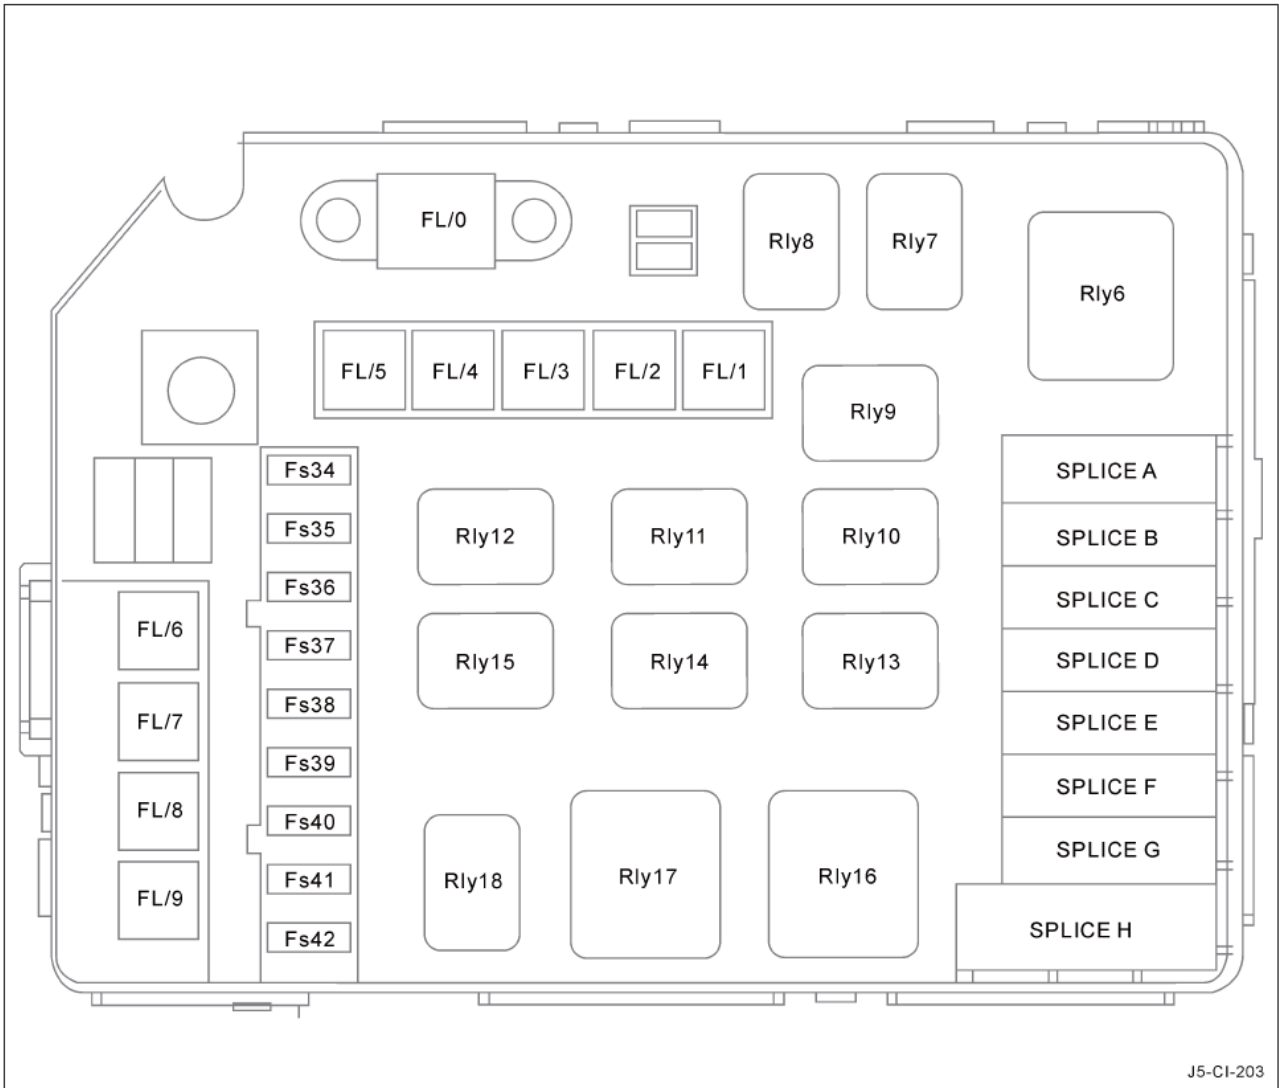 FL/0
Rly8
Rly7
Rly6
FL/5
FL/4
FL/3
FL/2
FL/1
Rly9
Fs34
Fs35
Fs36
Fs37
Fs38
Fs39
Fs40
Fs41
Fs42
Rly12
Rly11
Rly10
Rly15
Rly14
Rly13
FL/6
FL/7
FL/8
FL/9
Rly18
Rly17
Rly16
SPLICE A
SPLICE B
SPLICE C
SPLICE D
SPLICE E
SPLICE F
SPLICE G
SPLICE H
J5-CI-203